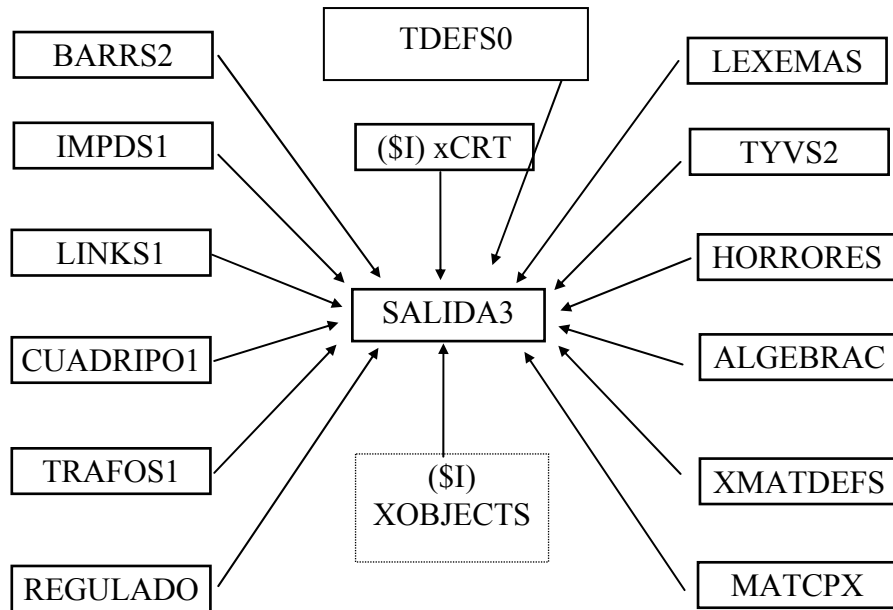 TDEFS0
BARRS2
LEXEMAS
IMPDS1
($I) xCRT
TYVS2
LINKS1
HORRORES
SALIDA3
CUADRIPO1
ALGEBRAC
TRAFOS1
($I)
XOBJECTS
XMATDEFS
REGULADO
MATCPX